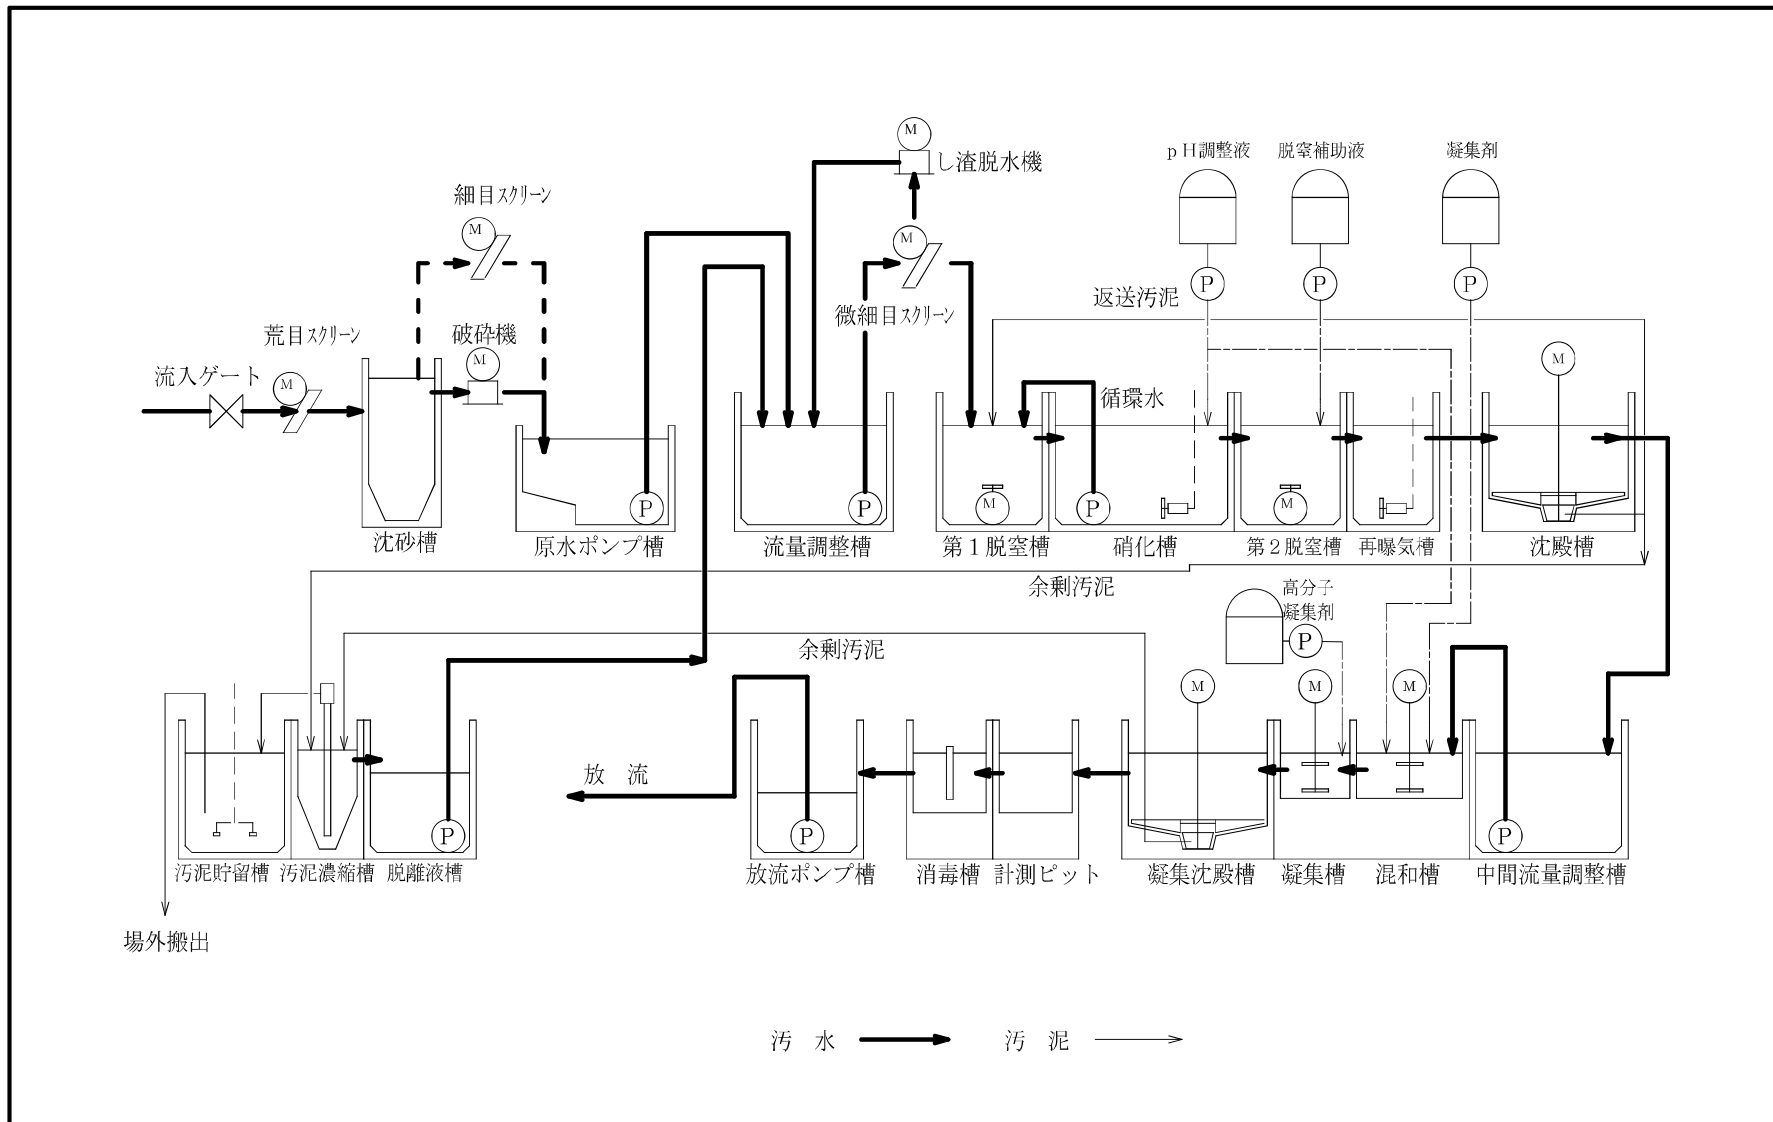 M
し渣脱水機
pH調整液
脱窒補助液
凝集剤
細目スクリーン
M
M
P
P
P
返送汚泥
微細目スクリーン
荒目スクリーン
破砕機
M
M
流入ゲート
M
循環水
P
P
M
P
M
沈砂槽
原水ポンプ槽
流量調整槽
第1脱窒槽
硝化槽
第2脱窒槽
再曝気槽
沈殿槽
余剰汚泥
高分子
凝集剤
P
余剰汚泥
M
M
M
放 流
P
P
P
汚泥貯留槽
汚泥濃縮槽
脱離液槽
放流ポンプ槽
消毒槽
計測ピット
凝集沈殿槽
凝集槽
混和槽
中間流量調整槽
場外搬出
汚 水
汚 泥